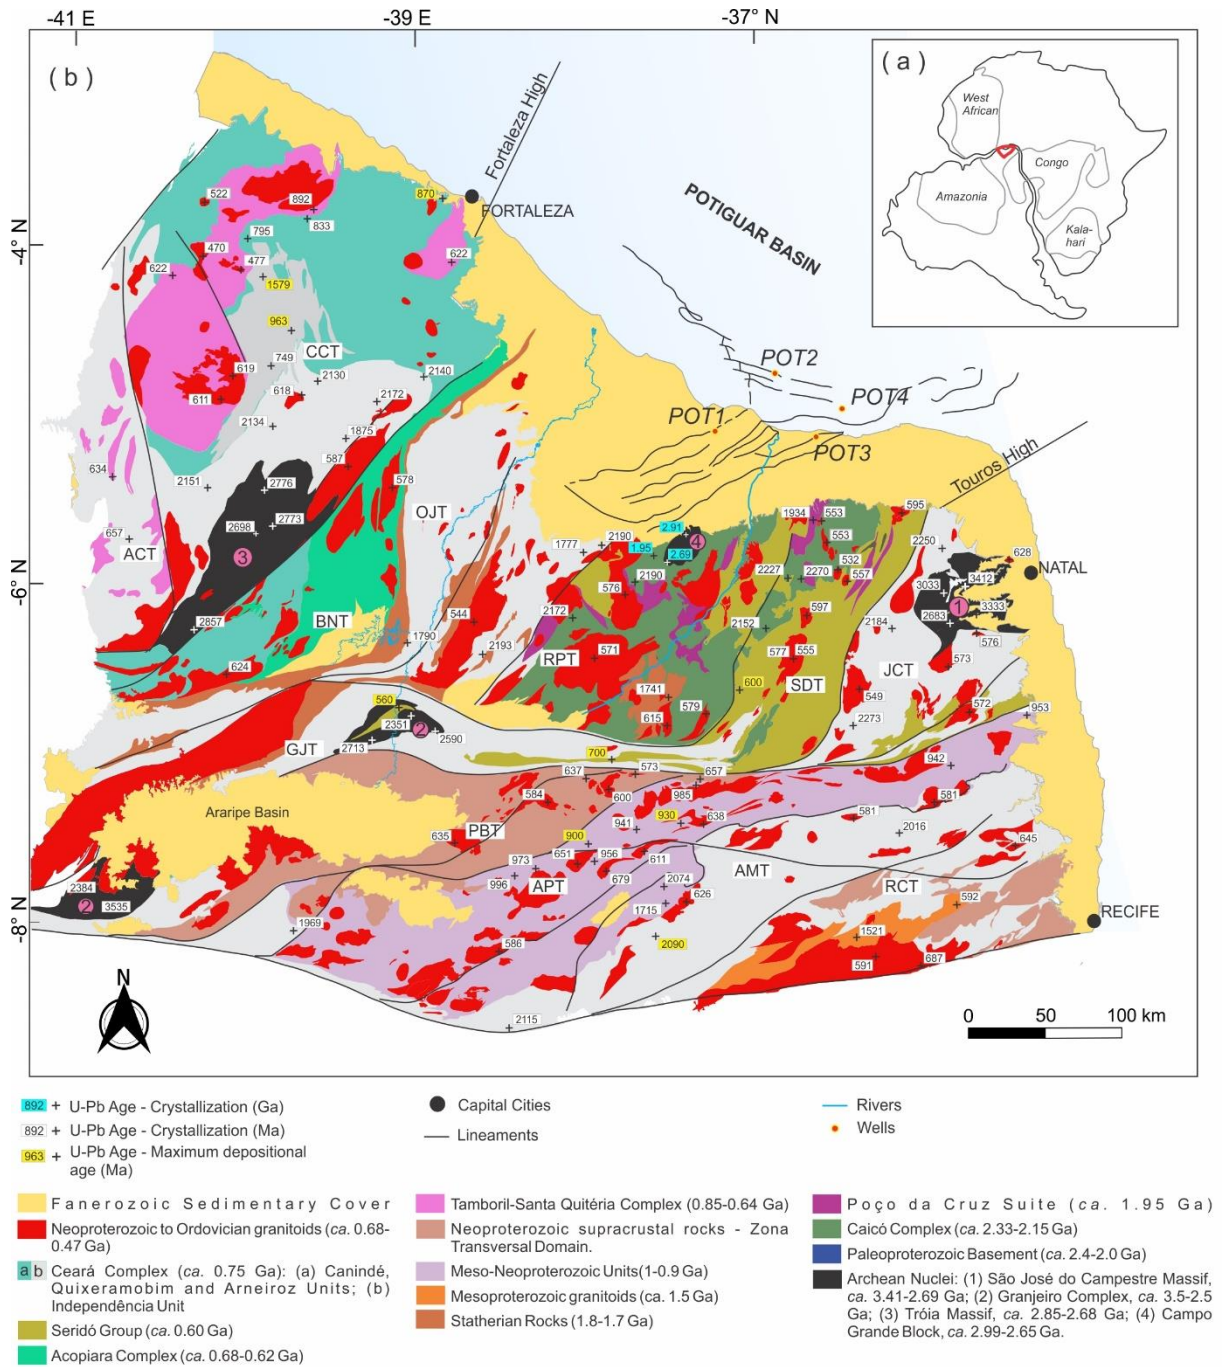 -41 E
-39 E
-37° N
( b )
( a )
West
African
Congo
Amazonia
Kala-
hari
Fortaleza High
FORTALEZA
POTIGUAR BASIN
-4° N
522
892
833
870
795
470
477
622
622
1579
963
CCT
749
2130
2140
619
618
611
2172
2134
1875
587
634
2151
2776
578
OJT
657
2698
2773
ACT
3
BNT
2857
1790
624
-6° N
POT2
POT4
POT1
POT3
Touros High
2.91
4
2190
1777
1.95
2.69
2190
576
2172
544
2193
RPT
571
1741
615
579
1934
553
553
595
2250
532
2227
2270
557
597
2152
577
555
600
SDT
2184
JCT
549
2273
628
NATAL
3033
3412
1
3333
2683
576
573
572
953
560
2351
2
2590
2713
GJT
700
573
637
657
942
Araripe Basin
584
600
985
581
581
PBT
635
941
930
638
900
2016
645
651
956
611
973
AMT
996
APT
679
2074
RCT
626
592
2384
2
3535
1715
1969
-8° N
RECIFE
586
2090
1521
591
687
2115
N
0 50 100 km
892 + U-Pb Age - Crystallization (Ga)
892 + U-Pb Age - Crystallization (Ma)
963 + U-Pb Age - Maximum depositional
age (Ma)
Capital Cities
Lineaments
Rivers
Wells
Fanerozoic Sedimentary Cover
Neoproterozoic to Ordovician granitoids (ca. 0.68-
0.47 Ga)
a b Ceará Complex (ca. 0.75 Ga): (a) Canindé,
Quixeramobim and Arneiroz Units; (b)
Independência Unit
Seridó Group (ca. 0.60 Ga)
Acopiara Complex (ca. 0.68-0.62 Ga)
Tamboril-Santa Quitéria Complex (0.85-0.64 Ga)
Neoproterozoic supracrustal rocks - Zona
Transversal Domain.
Meso-Neoproterozoic Units(1-0.9 Ga)
Mesoproterozoic granitoids (ca. 1.5 Ga)
Statherian Rocks (1.8-1.7 Ga)
Poço da Cruz Suite (ca. 1.95 Ga)
Caicó Complex (ca. 2.33-2.15 Ga)
Paleoproterozoic Basement (ca. 2.4-2.0 Ga)
Archean Nuclei: (1) São José do Campestre Massif,
ca. 3.41-2.69 Ga; (2) Granjeiro Complex, ca. 3.5-2.5
Ga; (3) Tróia Massif, ca. 2.85-2.68 Ga; (4) Campo
Grande Block, ca. 2.99-2.65 Ga.